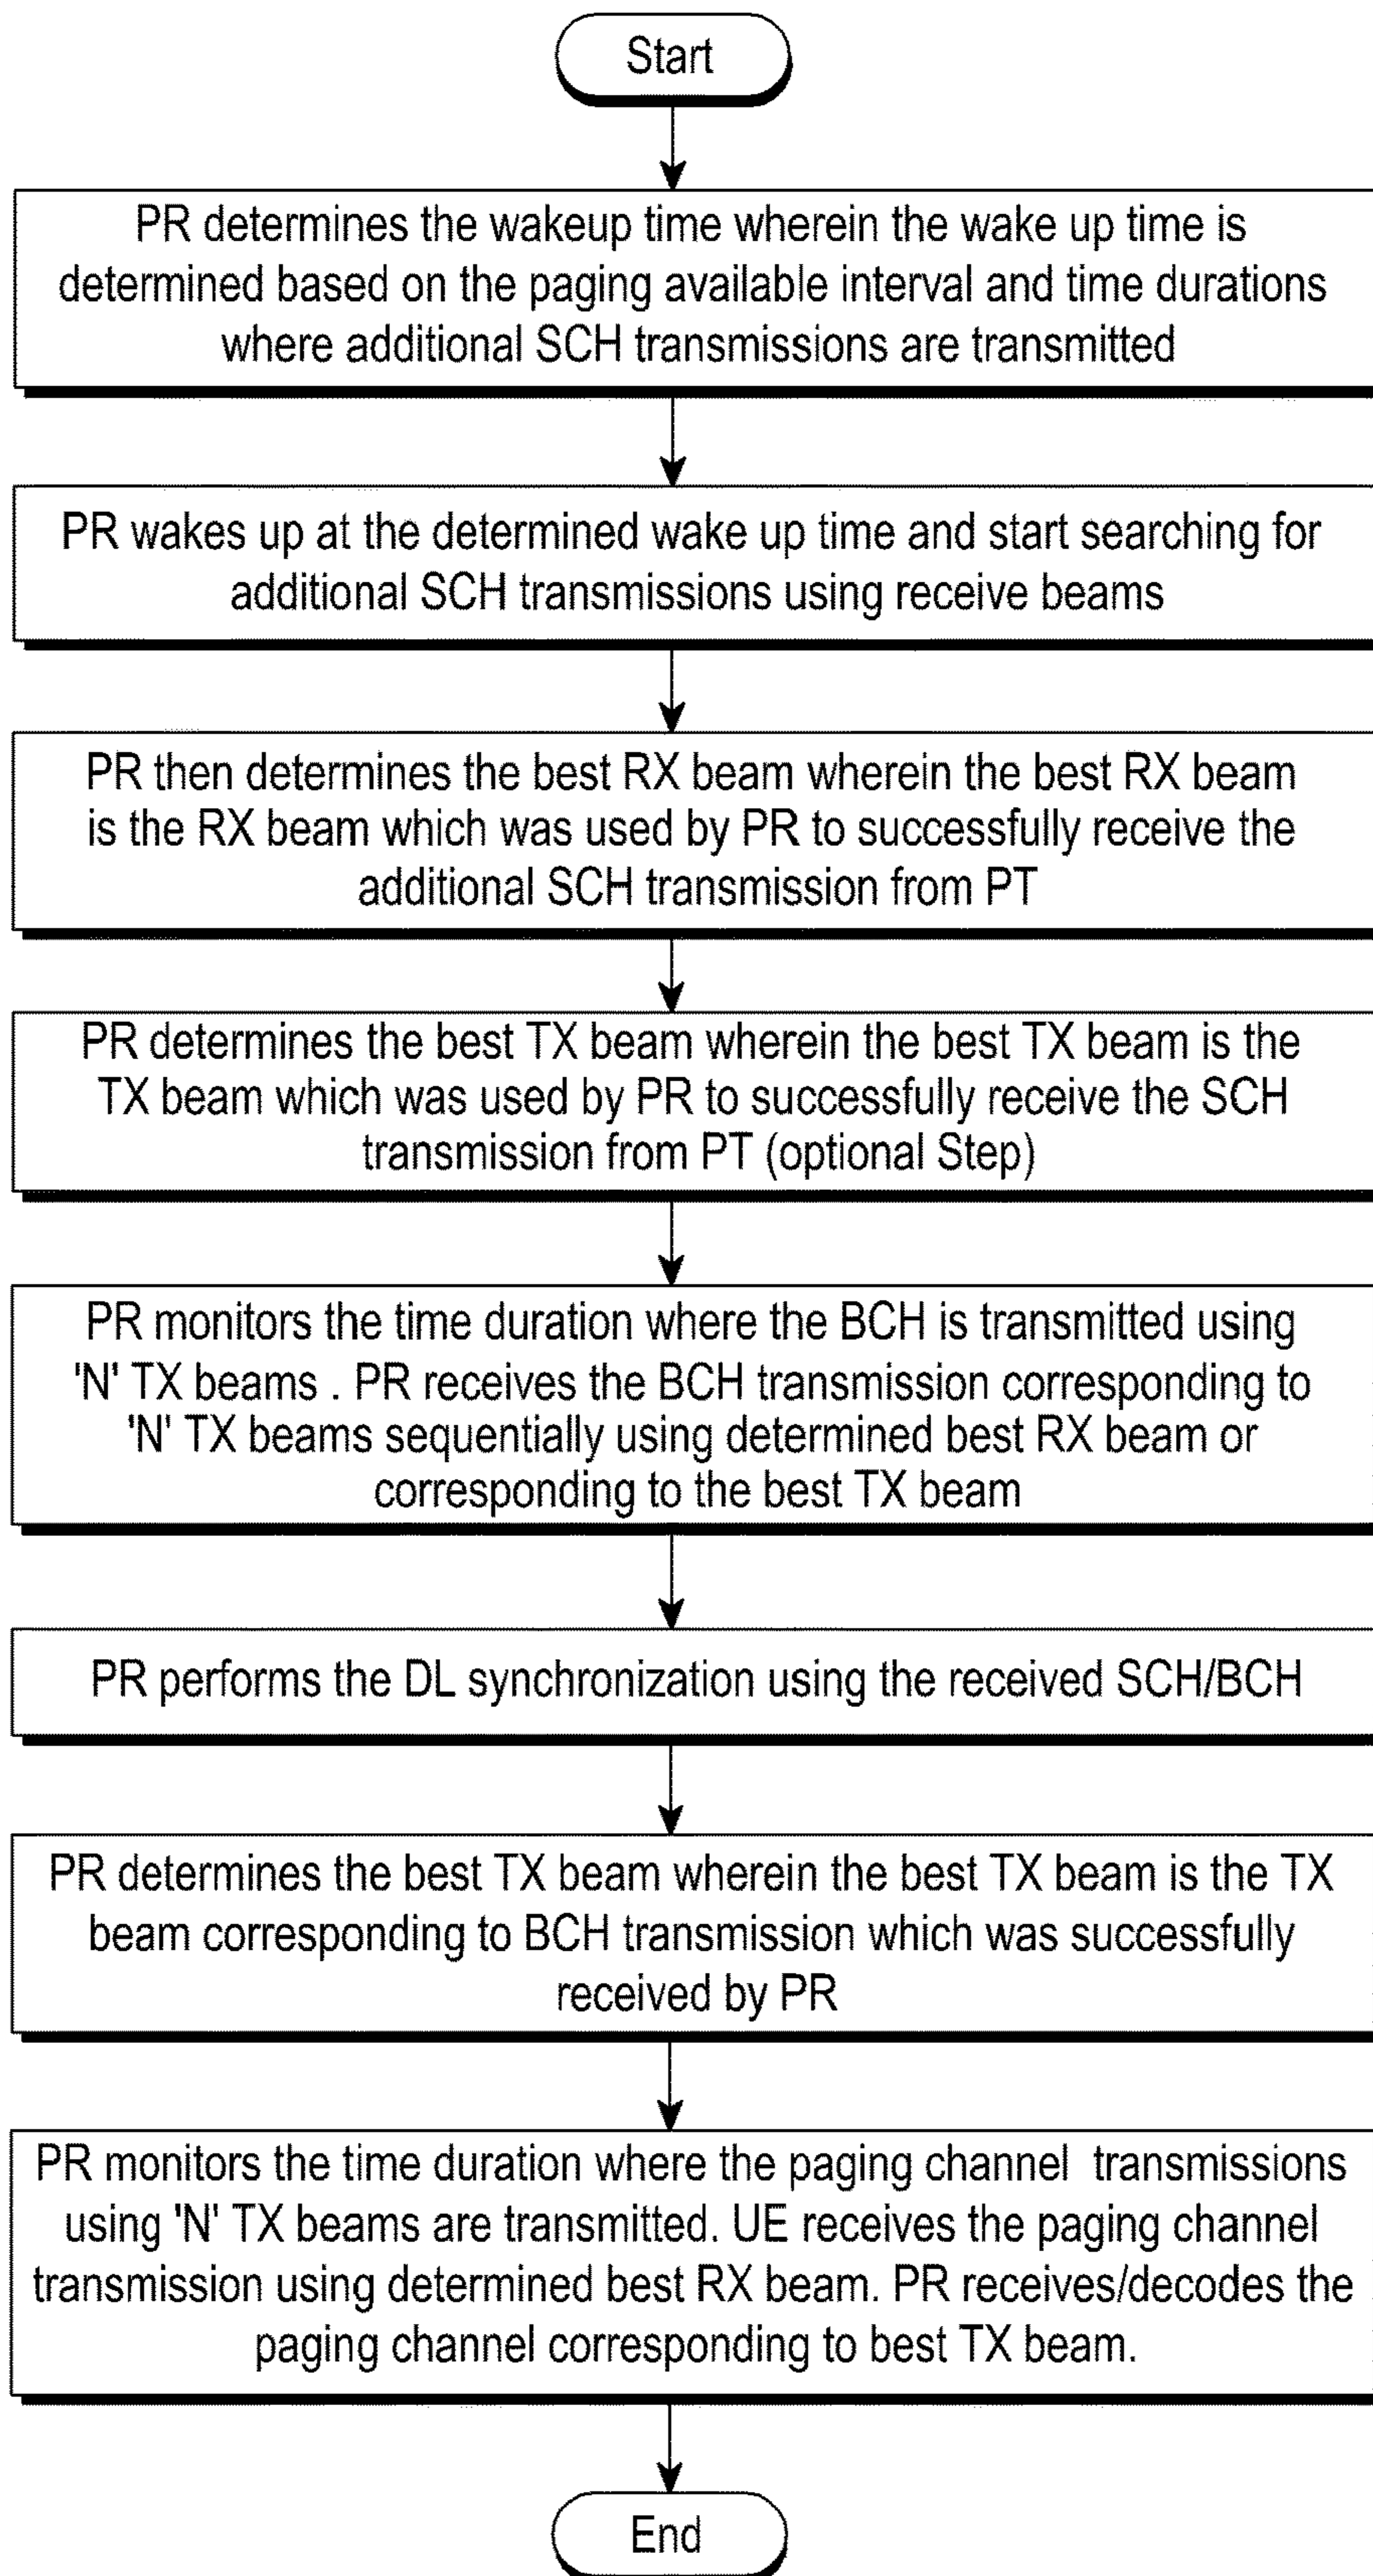 Start
PR determines the wakeup time wherein the wake up time is
determined based on the paging available interval and time durations
where additional SCH transmissions are transmitted
PR wakes up at the determined wake up time and start searching for
additional SCH transmissions using receive beams
PR then determines the best RX beam wherein the best RX beam
is the RX beam which was used by PR to successfully receive the
additional SCH transmission from PT
PR determines the best TX beam wherein the best TX beam is the
TX beam which was used by PR to successfully receive the SCH
transmission from PT (optional Step)
PR monitors the time duration where the BCH is transmitted using
'N' TX beams . PR receives the BCH transmission corresponding to
'N' TX beams sequentially using determined best RX beam or
corresponding to the best TX beam
PR performs the DL synchronization using the received SCH/BCH
PR determines the best TX beam wherein the best TX beam is the TX
beam corresponding to BCH transmission which was successfully
received by PR
PR monitors the time duration where the paging channel transmissions
using 'N' TX beams are transmitted. UE receives the paging channel
transmission using determined best RX beam. PR receives/decodes the
paging channel corresponding to best TX beam.
End